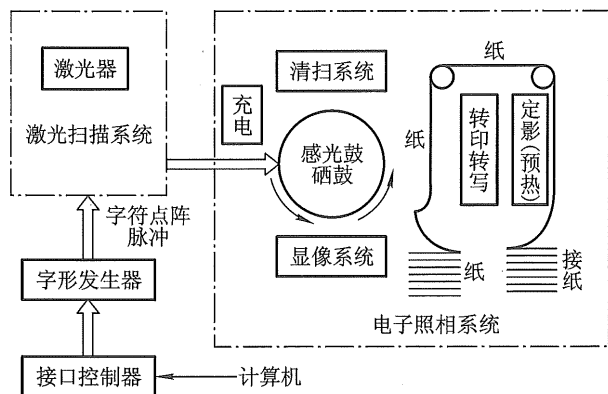 激光器
激光扫描系统
字符点阵
脉冲
字形发生器
接口控制器
计算机
充电
清扫系统
感光鼓
硒鼓
显像系统
纸
纸
转印转写
定影(预热)
纸
接纸
电子照相系统